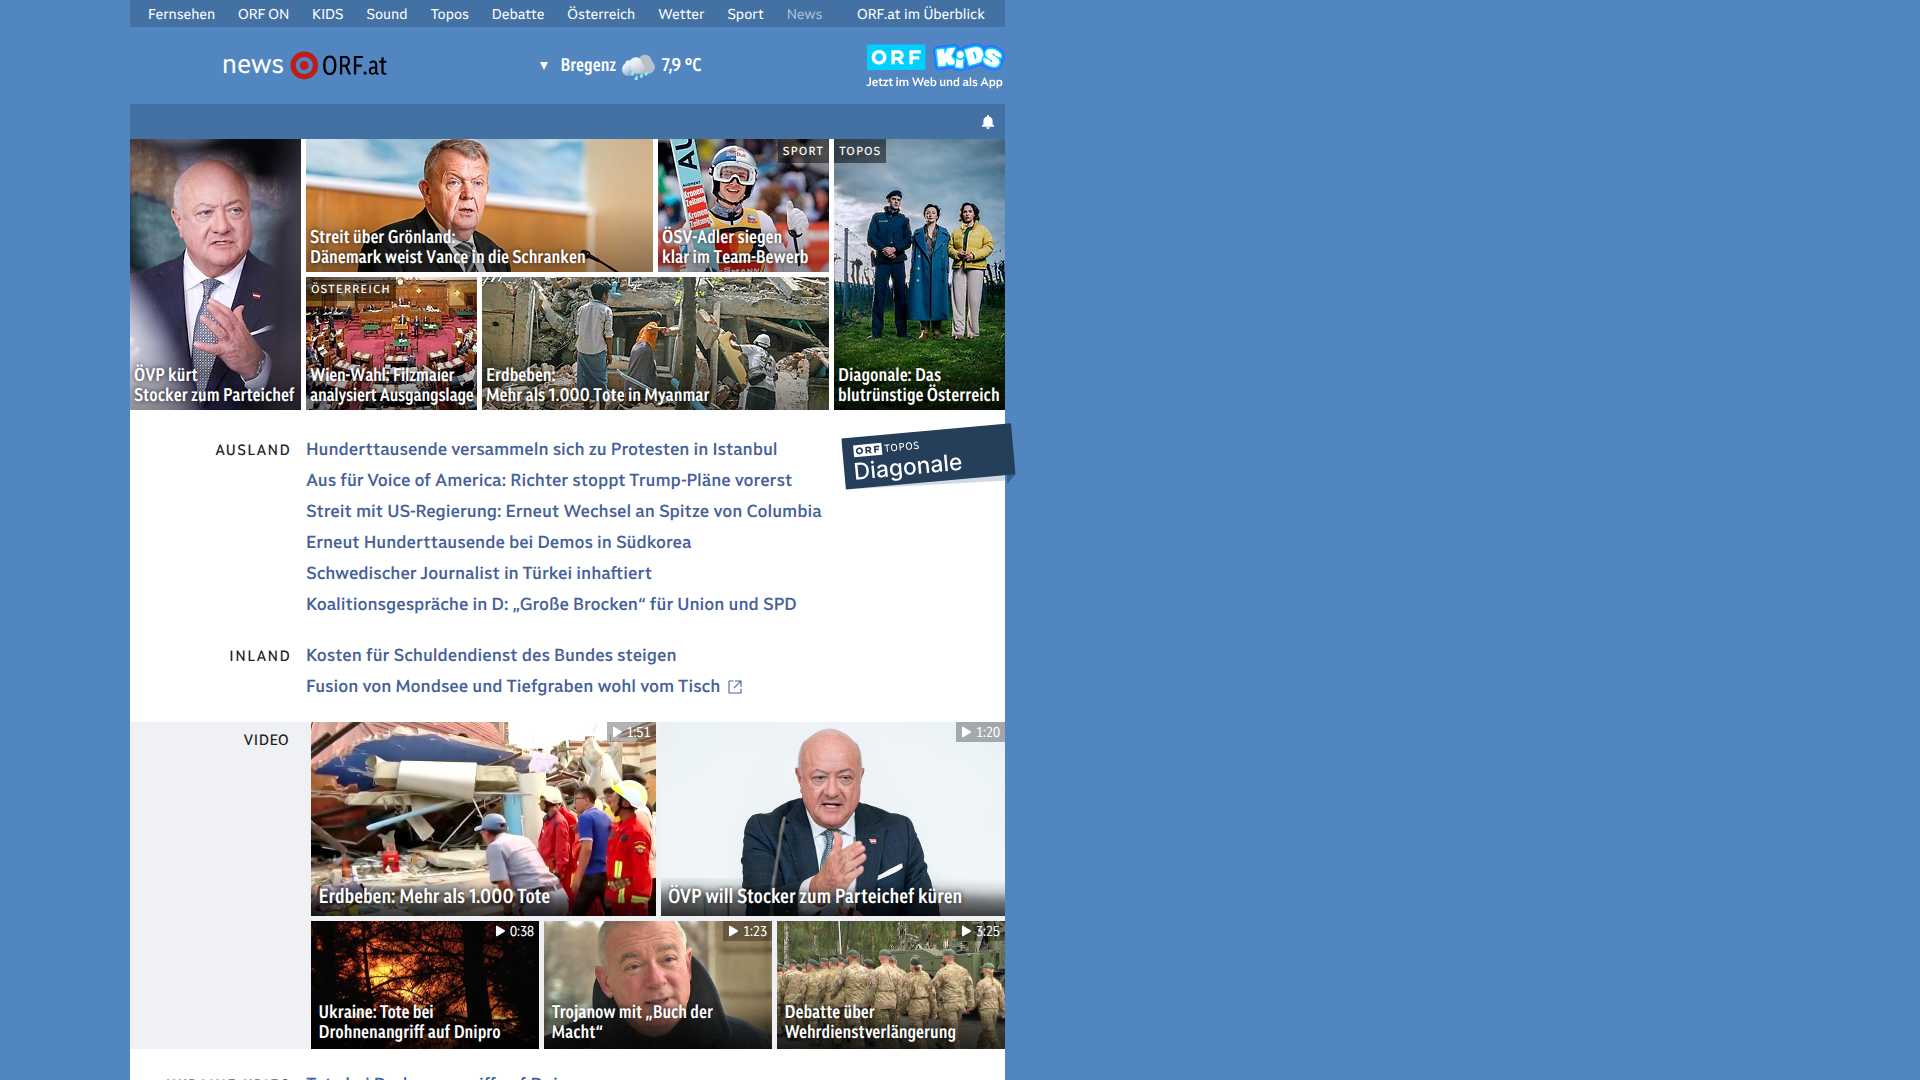 Fernsehen ORF ON KIDS Sound Topos Debatte Österreich Wetter Sport News ORF.at im Überblick
news ORF.at
Bregenz 7,9 °C
ORF KiDS
Jetzt im Web und als App
ÖVP kürt
Stocker zum Parteichef
Streit über Grönland:
Dänemark weist Vance in die Schranken
SPORT
Kronen Zeitung
Kronen Zeitung
ÖSV-Adler siegen
klar im Team-Bewerb
TOPOS
Diagonale: Das
blutrünstige Österreich
ÖSTERREICH
Wien-Wahl: Filzmaier
analysiert Ausgangslage
Erdbeben:
Mehr als 1.000 Tote in Myanmar
AUSLAND
Hunderttausende versammeln sich zu Protesten in Istanbul
Aus für Voice of America: Richter stoppt Trump-Pläne vorerst
Streit mit US-Regierung: Erneut Wechsel an Spitze von Columbia
Erneut Hunderttausende bei Demos in Südkorea
Schwedischer Journalist in Türkei inhaftiert
Koalitionsgespräche in D: „Große Brocken“ für Union und SPD
ORF TOPOS
Diagonale
INLAND
Kosten für Schuldendienst des Bundes steigen
Fusion von Mondsee und Tiefgraben wohl vom Tisch
VIDEO
1:51
Erdbeben: Mehr als 1.000 Tote
1:20
ÖVP will Stocker zum Parteichef küren
0:38
Ukraine: Tote bei
Drohnenangriff auf Dnipro
1:23
Trojanow mit „Buch der
Macht“
3:25
Debatte über
Wehrdienstverlängerung